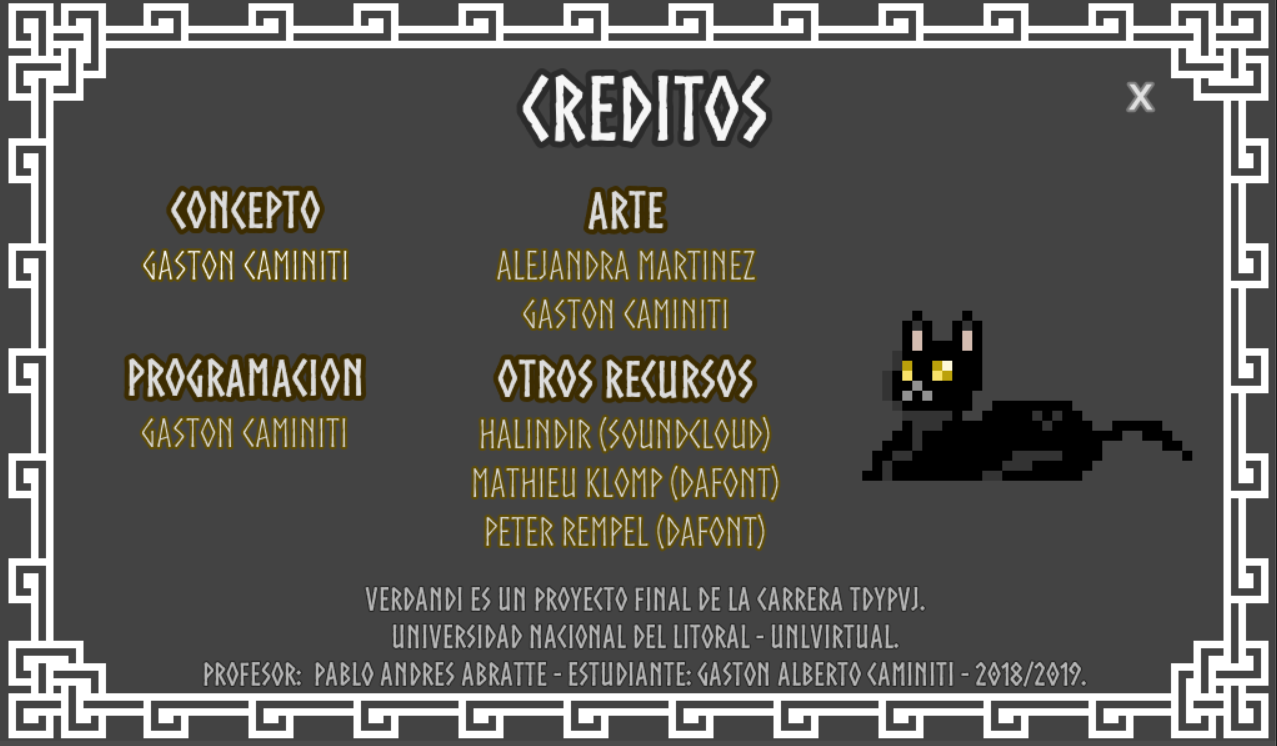 CREDITOS
X
CONCEPTO
GASTON CAMINITI
ARTE
ALEJANDRA MARTINEZ
GASTON CAMINITI
PROGRAMACION
GASTON CAMINITI
OTROS RECURSOS
HALINDIR (SOUNDCLOUD)
MATHIEU KLOMP (DAFONT)
PETER REMPEL (DAFONT)
VERDANDI ES UN PROYECTO FINAL DE LA CARRERA TDYPVJ.
UNIVERSIDAD NACIONAL DEL LITORAL - UNLVIRTUAL.
PROFESOR: PABLO ANDRES ABRATTE - ESTUDIANTE: GASTON ALBERTO CAMINITI - 2018/2019.